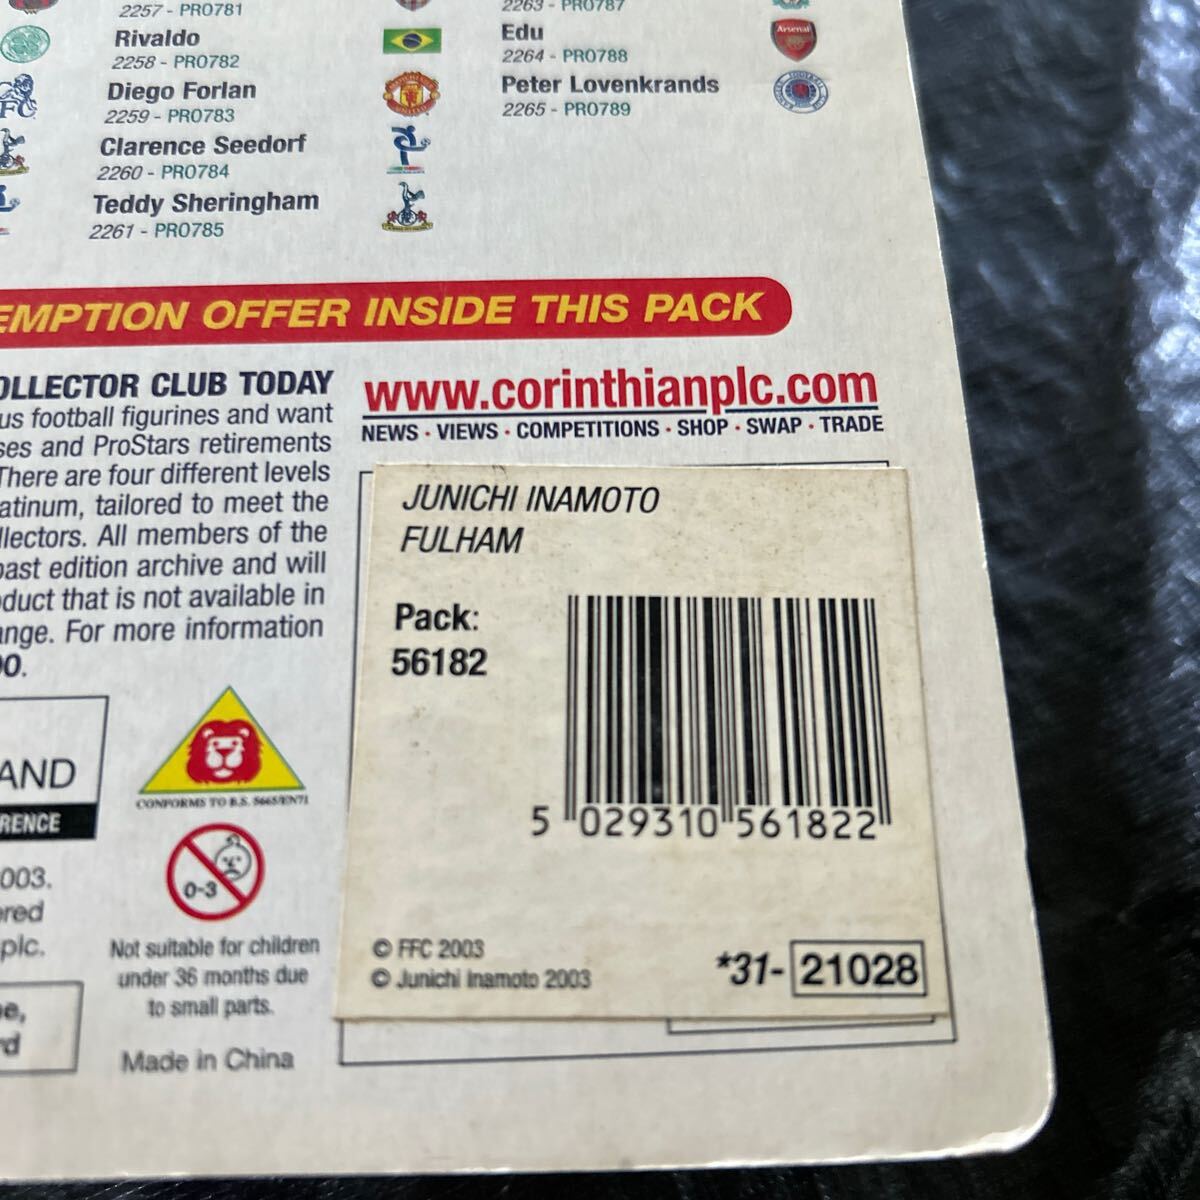 2257 - PRO781
Rivaldo
2258 - PRO782
Diego Forlan
2259 - PRO783
Clarence Seedorf
2260 - PRO784
Teddy Sheringham
2261 - PRO785
2263 - PRO787
Edu
2264 - PRO788
Arsenal
Peter Lovenkrands
2265 - PRO789
EMPTION OFFER INSIDE THIS PACK
OLLECTOR CLUB TODAY
us football figurines and want
ses and ProStars retirements
There are four different levels
atinum, tailored to meet the
llectors. All members of the
past edition archive and will
duct that is not available in
ange. For more information
00.
www.corinthianplc.com
NEWS · VIEWS · COMPETITIONS · SHOP · SWAP · TRADE
JUNICHI INAMOTO
FULHAM
Pack:
56182
5 029310 561822
© FFC 2003
© Junichi Inamoto 2003
*31- 21028
AND
RENCE
003.
ered
plc.
CONFORMS TO B.S. 5665/EN71
0-3
Not suitable for children
under 36 months due
to small parts.
Made in China